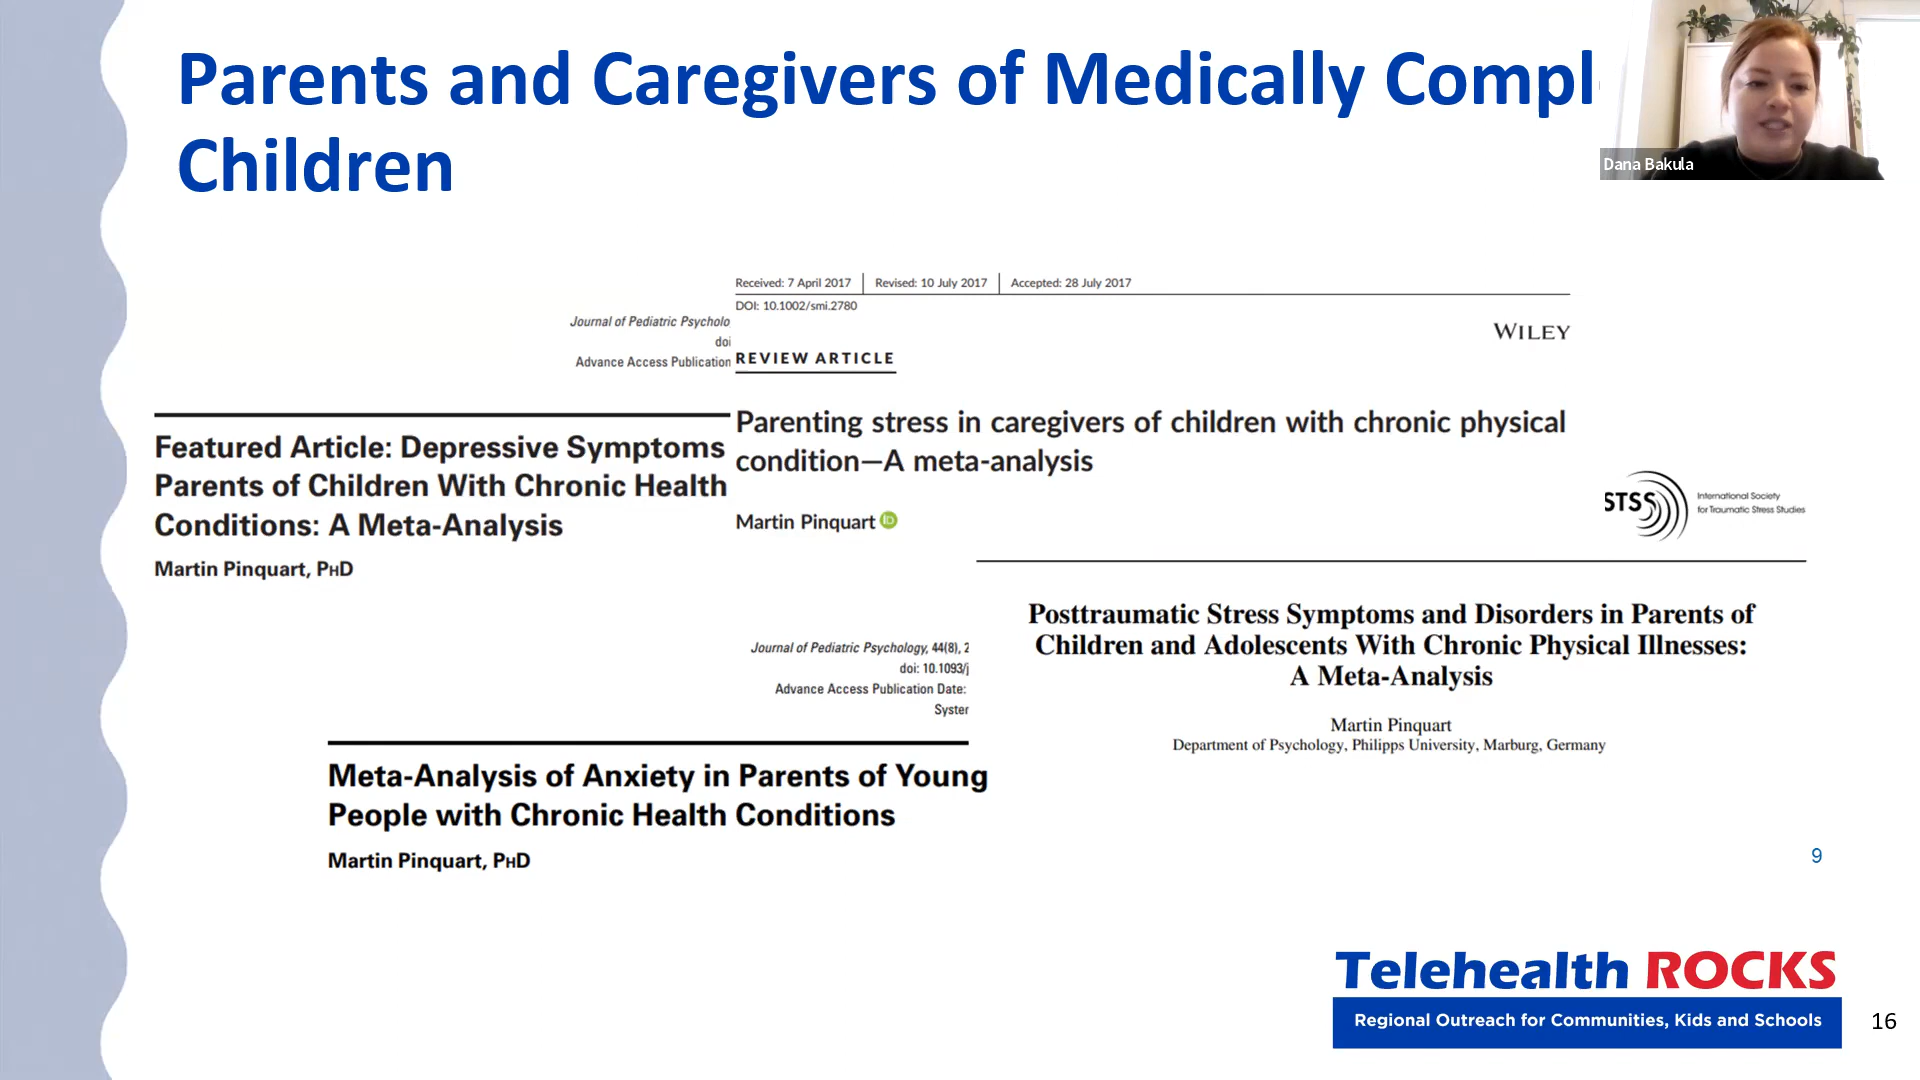 Parents and Caregivers of Medically Compl
Children
Dana Bakula
Received: 7 April 2017 Revised: 10 July 2017 Accepted: 28 July 2017
DOI: 10.1002/smi.2780
WILEY
REVIEW ARTICLE
Parenting stress in caregivers of children with chronic physical
condition—A meta-analysis
Martin Pinquart iD
Journal of Pediatric Psycholo
doi
Advance Access Publication
Featured Article: Depressive Symptoms
Parents of Children With Chronic Health
Conditions: A Meta-Analysis
Martin Pinquart, PHD
STSS International Society
for Traumatic Stress Studies
Posttraumatic Stress Symptoms and Disorders in Parents of
Children and Adolescents With Chronic Physical Illnesses:
A Meta-Analysis
Martin Pinquart
Department of Psychology, Philipps University, Marburg, Germany
Journal of Pediatric Psychology, 44(8), 2
doi: 10.1093/j
Advance Access Publication Date:
Syster
Meta-Analysis of Anxiety in Parents of Young
People with Chronic Health Conditions
Martin Pinquart, PHD
9
Telehealth ROCKS
Regional Outreach for Communities, Kids and Schools
16